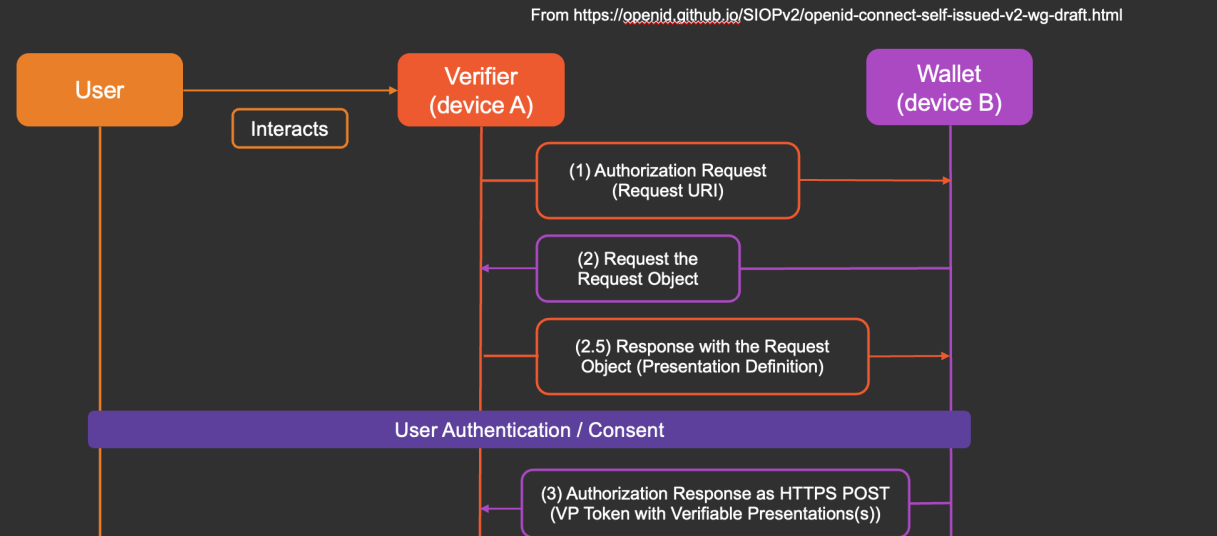 From https://openid.github.io/SIOPv2/openid-connect-self-issued-v2-wg-draft.html
User
Verifier
(device A)
Wallet
(device B)
Interacts
(1) Authorization Request
(Request URI)
(2) Request the
Request Object
(2.5) Response with the Request
Object (Presentation Definition)
User Authentication / Consent
(3) Authorization Response as HTTPS POST
(VP Token with Verifiable Presentations(s))